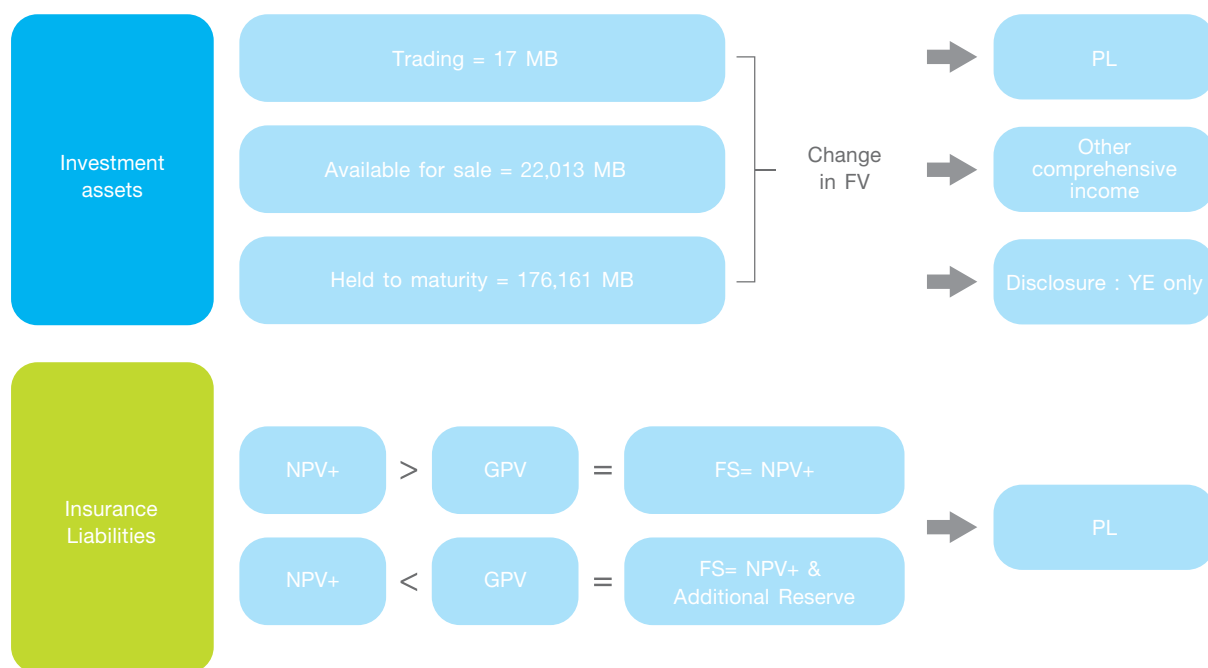 Investment
assets
Trading = 17 MB
Available for sale = 22,013 MB
Held to maturity = 176,161 MB
Change
in FV
PL
Other
comprehensive
income
Disclosure : YE only
Insurance
Liabilities
NPV+ > GPV = FS= NPV+
NPV+ < GPV = FS= NPV+ &
Additional Reserve
PL